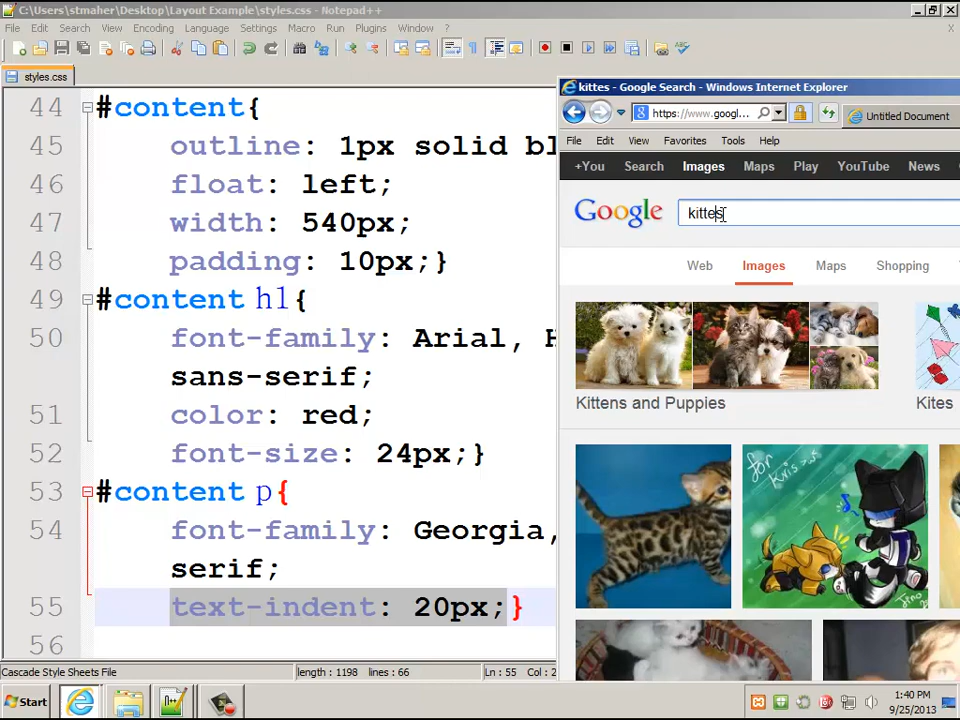 C:\Users\stmaher\Desktop\Layout Example\styles.css - Notepad++
File Edit Search View Encoding Language Settings Macro Run Plugins Window ?
X
styles.css
44 #content{
45 outline: 1px solid bl
46 float: left;
47 width: 540px;
48 padding: 10px;}
49 #content h1{
50 font-family: Arial, H
sans-serif;
51 color: red;
52 font-size: 24px;}
53 #content p{
54 font-family: Georgia,
serif;
55 text-indent: 20px;}
56
Cascade Style Sheets File length : 1198 lines : 66 Ln : 55 Col : 2
kittes - Google Search - Windows Internet Explorer
https://www.googl... Untitled Document
File Edit View Favorites Tools Help
+You Search Images Maps Play YouTube News
Google kittes
Web Images Maps Shopping
Kittens and Puppies Kites
for
Kris
Start
N++
1:40 PM
9/25/2013